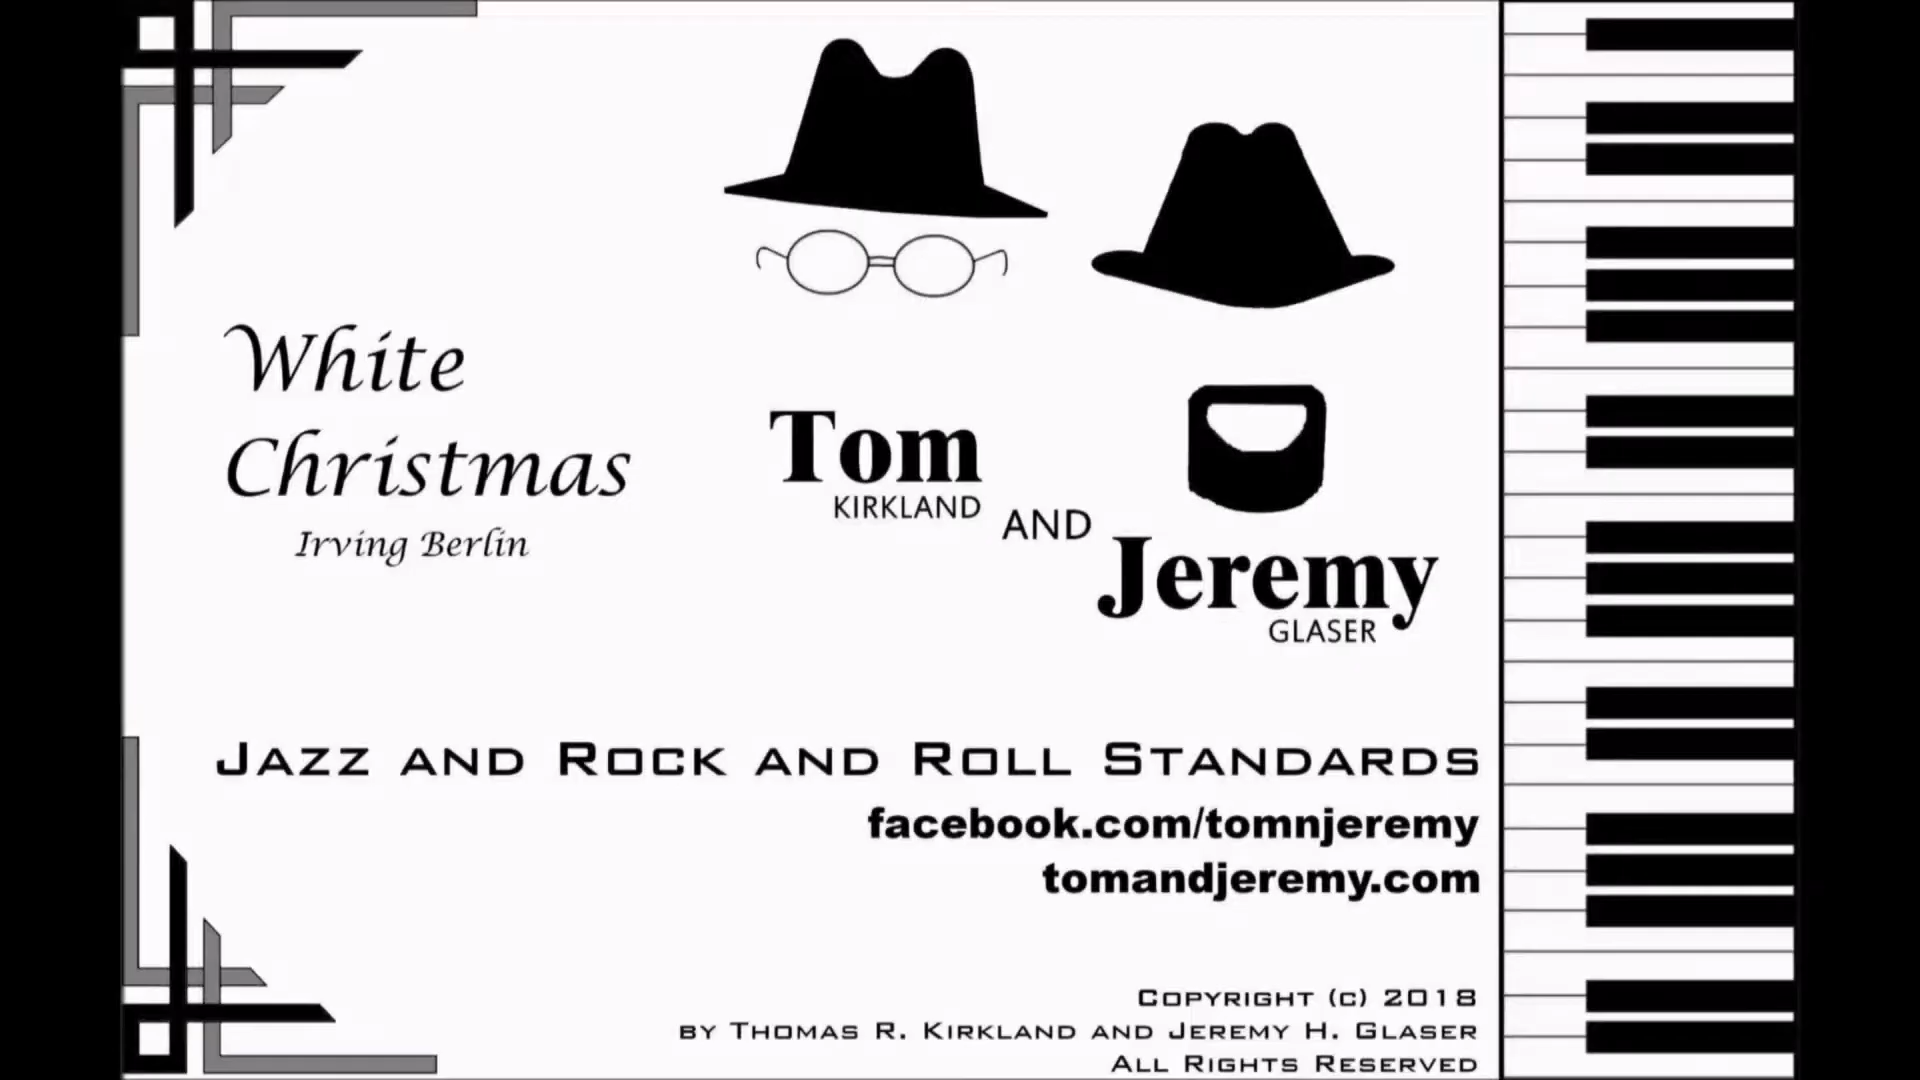 White
Christmas
Irving Berlin
Tom
KIRKLAND
AND
Jeremy
GLASER
JAZZ AND ROCK AND ROLL STANDARDS
facebook.com/tomnjeremy
tomandjeremy.com
COPYRIGHT (C) 2018
BY THOMAS R. KIRKLAND AND JEREMY H. GLASER
ALL RIGHTS RESERVED